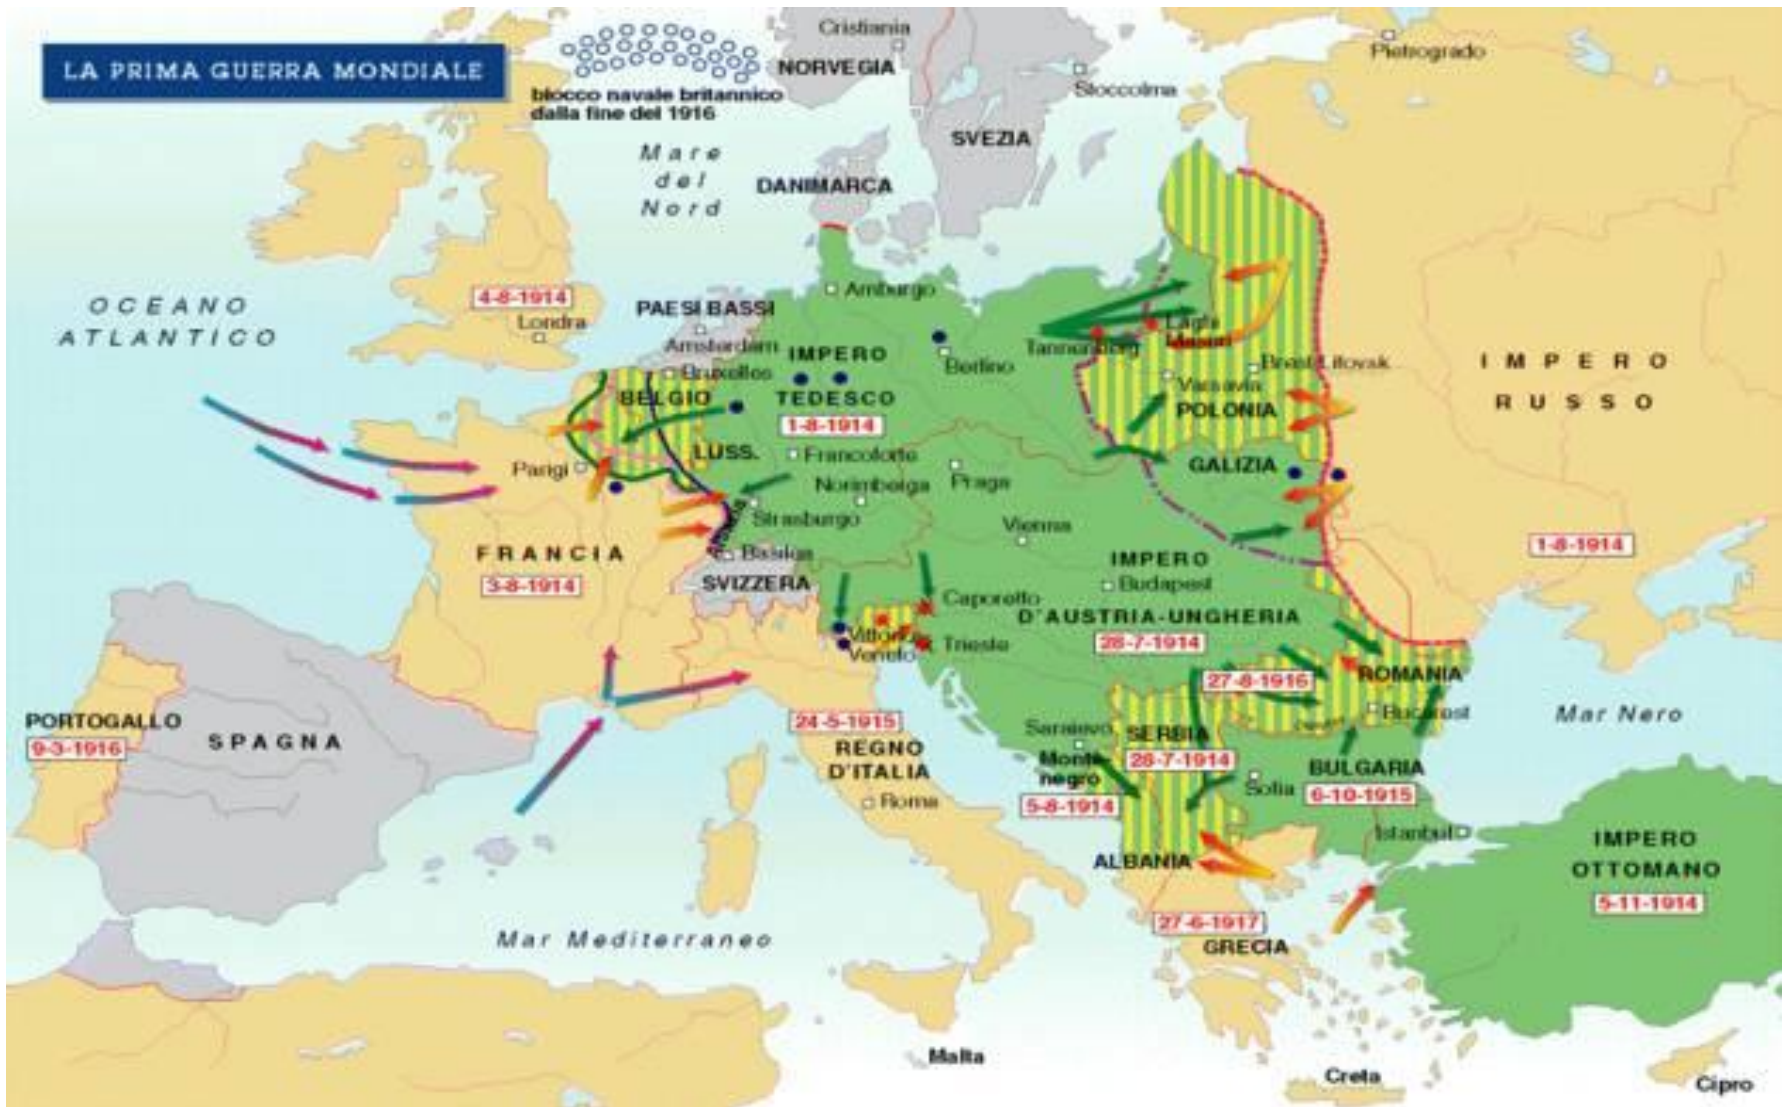 LA PRIMA GUERRA MONDIALE
blocco navale britannico
dalla fine del 1916
Cristiania
NORVEGIA
Stoccolma
SVEZIA
Pietrogrado
Mare
del
Nord
DANIMARCA
OCEANO
ATLANTICO
4-8-1914
Londra
PAESI BASSI
Amsterdam
Bruxelles
BELGIO
LUSS.
Amburgo
Berlino
IMPERO
TEDESCO
1-8-1914
Tannenberg
Laghi
Masuri
Brest Litovsk
Varsavia
POLONIA
GALIZIA
IMPERO
RUSSO
1-8-1914
Parigi
Francoforte
Norimberga
Praga
Strasburgo
Basilea
Vienna
FRANCIA
3-8-1914
SVIZZERA
IMPERO
Budapest
D'AUSTRIA-UNGHERIA
28-7-1914
Caporetto
Vittorio
Veneto
Trieste
27-8-1916
ROMANIA
Bucarest
Mar Nero
PORTOGALLO
9-3-1916
SPAGNA
24-5-1915
REGNO
D'ITALIA
Roma
Sarajevo
Monte-
negro
5-8-1914
SERBIA
28-7-1914
Sofia
BULGARIA
6-10-1915
Istanbul
IMPERO
OTTOMANO
5-11-1914
ALBANIA
27-6-1917
GRECIA
Mar Mediterraneo
Malta
Creta
Cipro